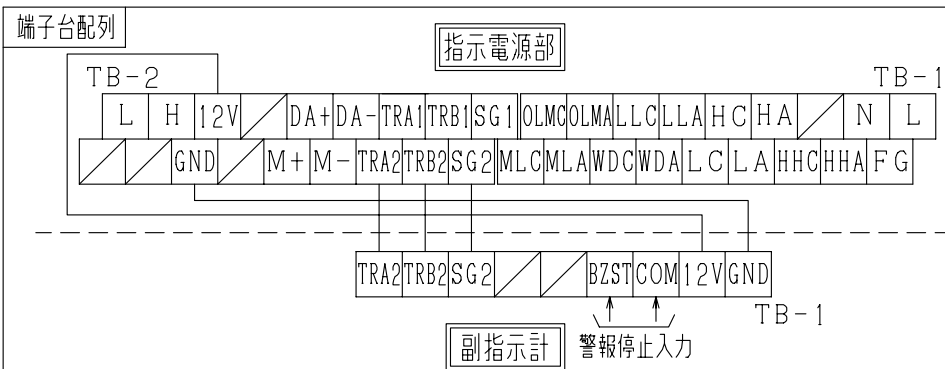 端子台配列
指示電源部
TB-2 TB-1
L H 12V DA+ DA- TRA1 TRB1 SG1 OLMC OLMA LLC LLA HC HA N L
GND M+ M- TRA2 TRB2 SG2 MLC MLA WDC WDA LC LA HHC HHA FG
TRA2 TRB2 SG2 BZST COM 12V GND
TB-1
副指示計 警報停止入力